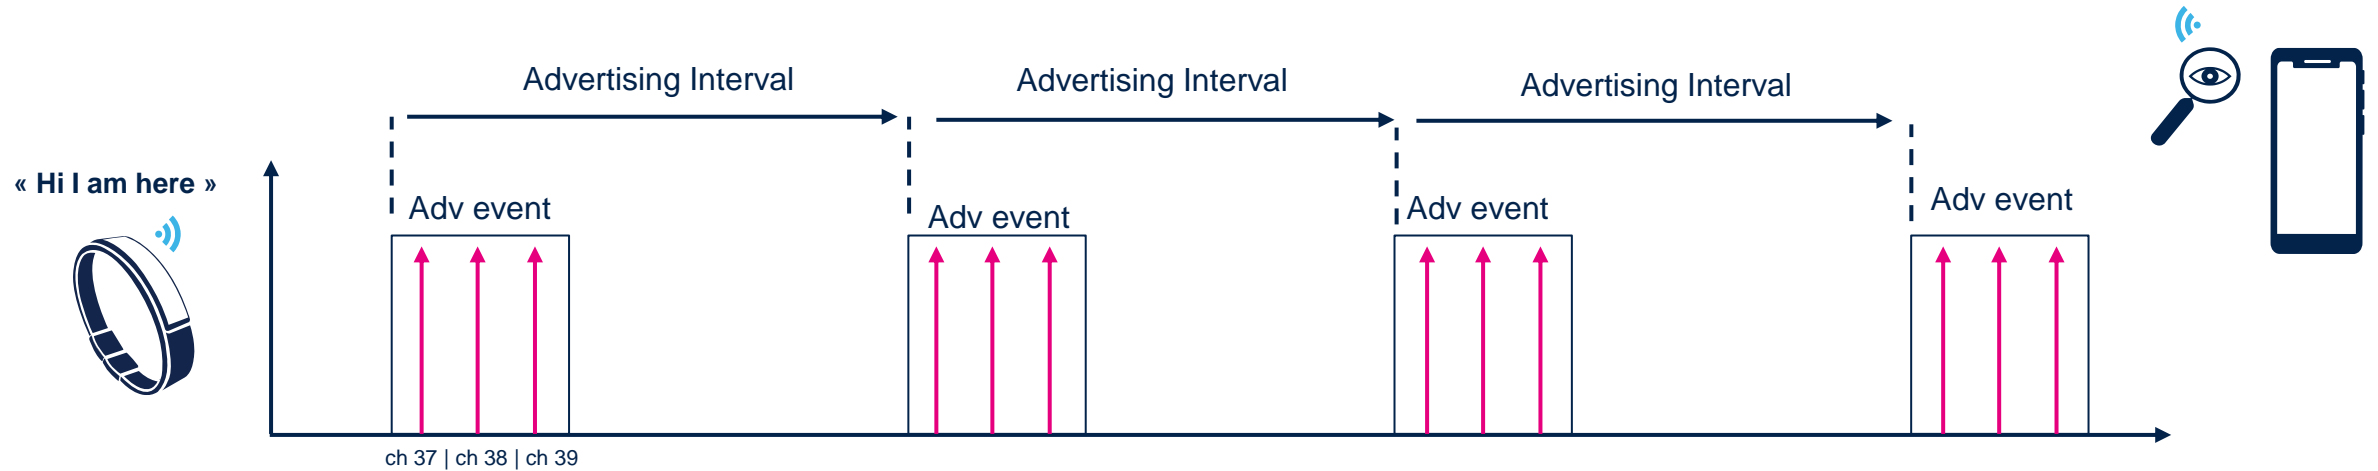 Advertising Interval
Advertising Interval
Advertising Interval
« Hi I am here »
Adv event
Adv event
Adv event
Adv event
ch 37 | ch 38 | ch 39